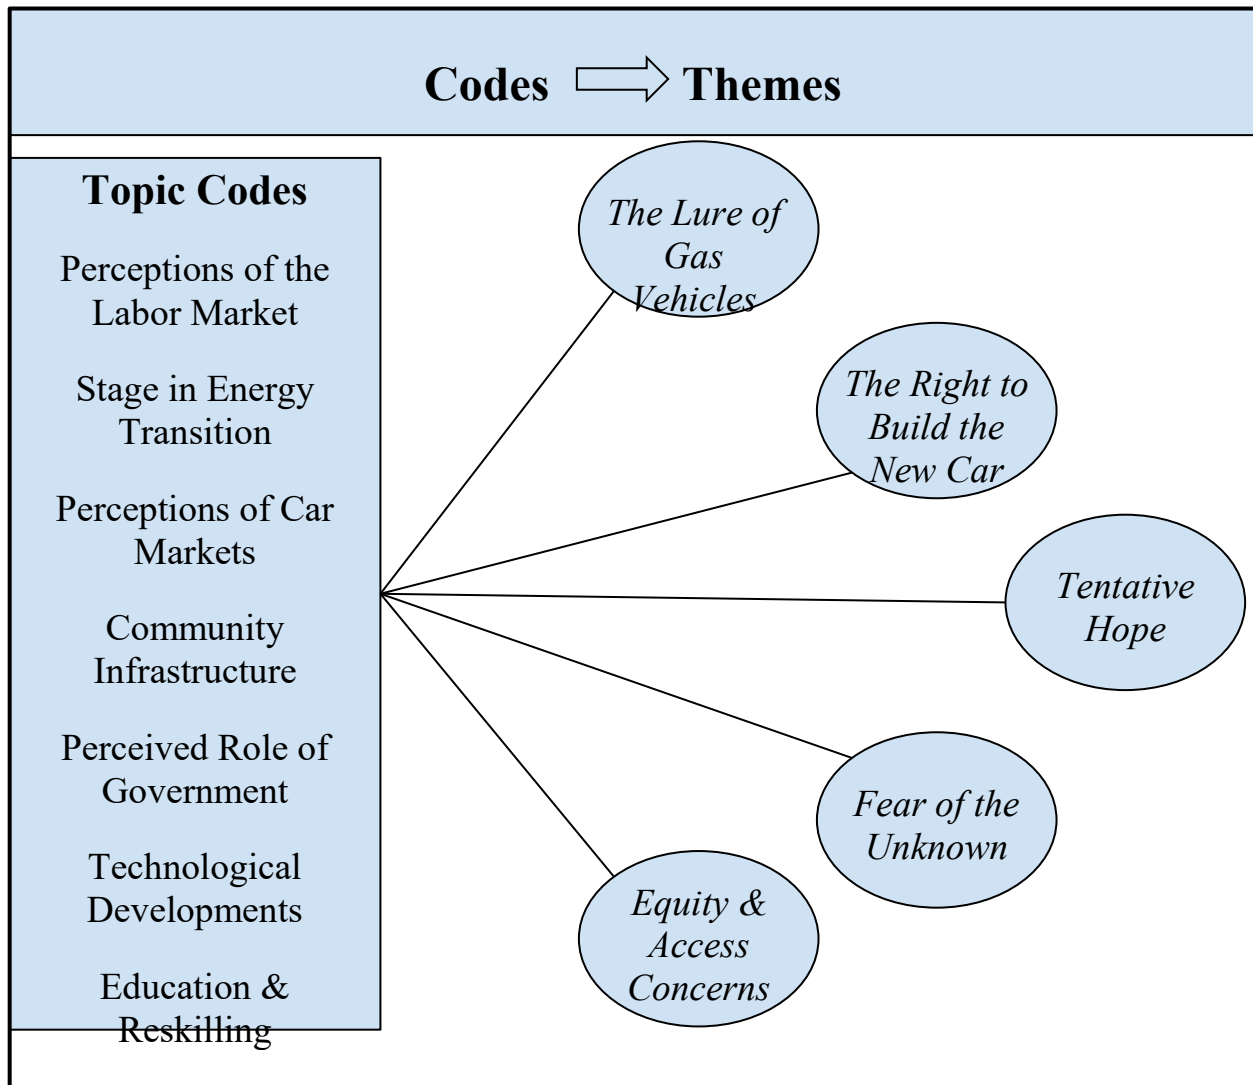 Codes Themes
Topic Codes
Perceptions of the
Labor Market
Stage in Energy
Transition
Perceptions of Car
Markets
Community
Infrastructure
Perceived Role of
Government
Technological
Developments
Education &
Reskilling
The Lure of
Gas
Vehicles
The Right to
Build the
New Car
Tentative
Hope
Fear of the
Unknown
Equity &
Access
Concerns